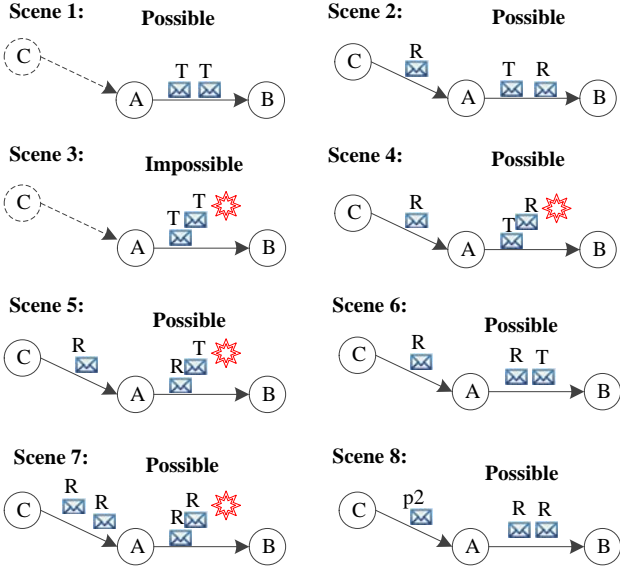 Scene 1: Possible
C T T
A B
Scene 2: Possible
C R T R
A B
Scene 3: Impossible
C T T
A B
Scene 4: Possible
C R T R
A B
Scene 5: Possible
C R R T
A B
Scene 6: Possible
C R R T
A B
Scene 7: Possible
C R R R R
A B
Scene 8: Possible
C p2 R R
A B